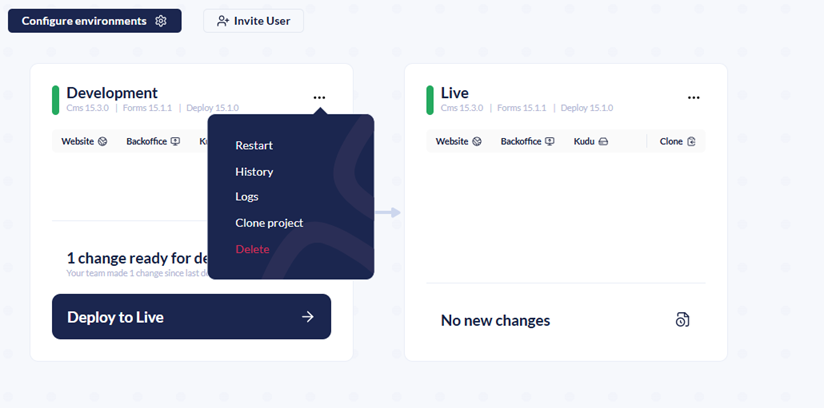 Configure environments
Invite User
Development
Cms 15.3.0 | Forms 15.1.1 | Deploy 15.1.0
Website Backoffice
Restart
History
Logs
Clone project
Delete
1 change ready for
Your team made 1 change since last
Deploy to Live
Live
Cms 15.3.0 | Forms 15.1.1 | Deploy 15.1.0
Website Backoffice Kudu Clone
No new changes